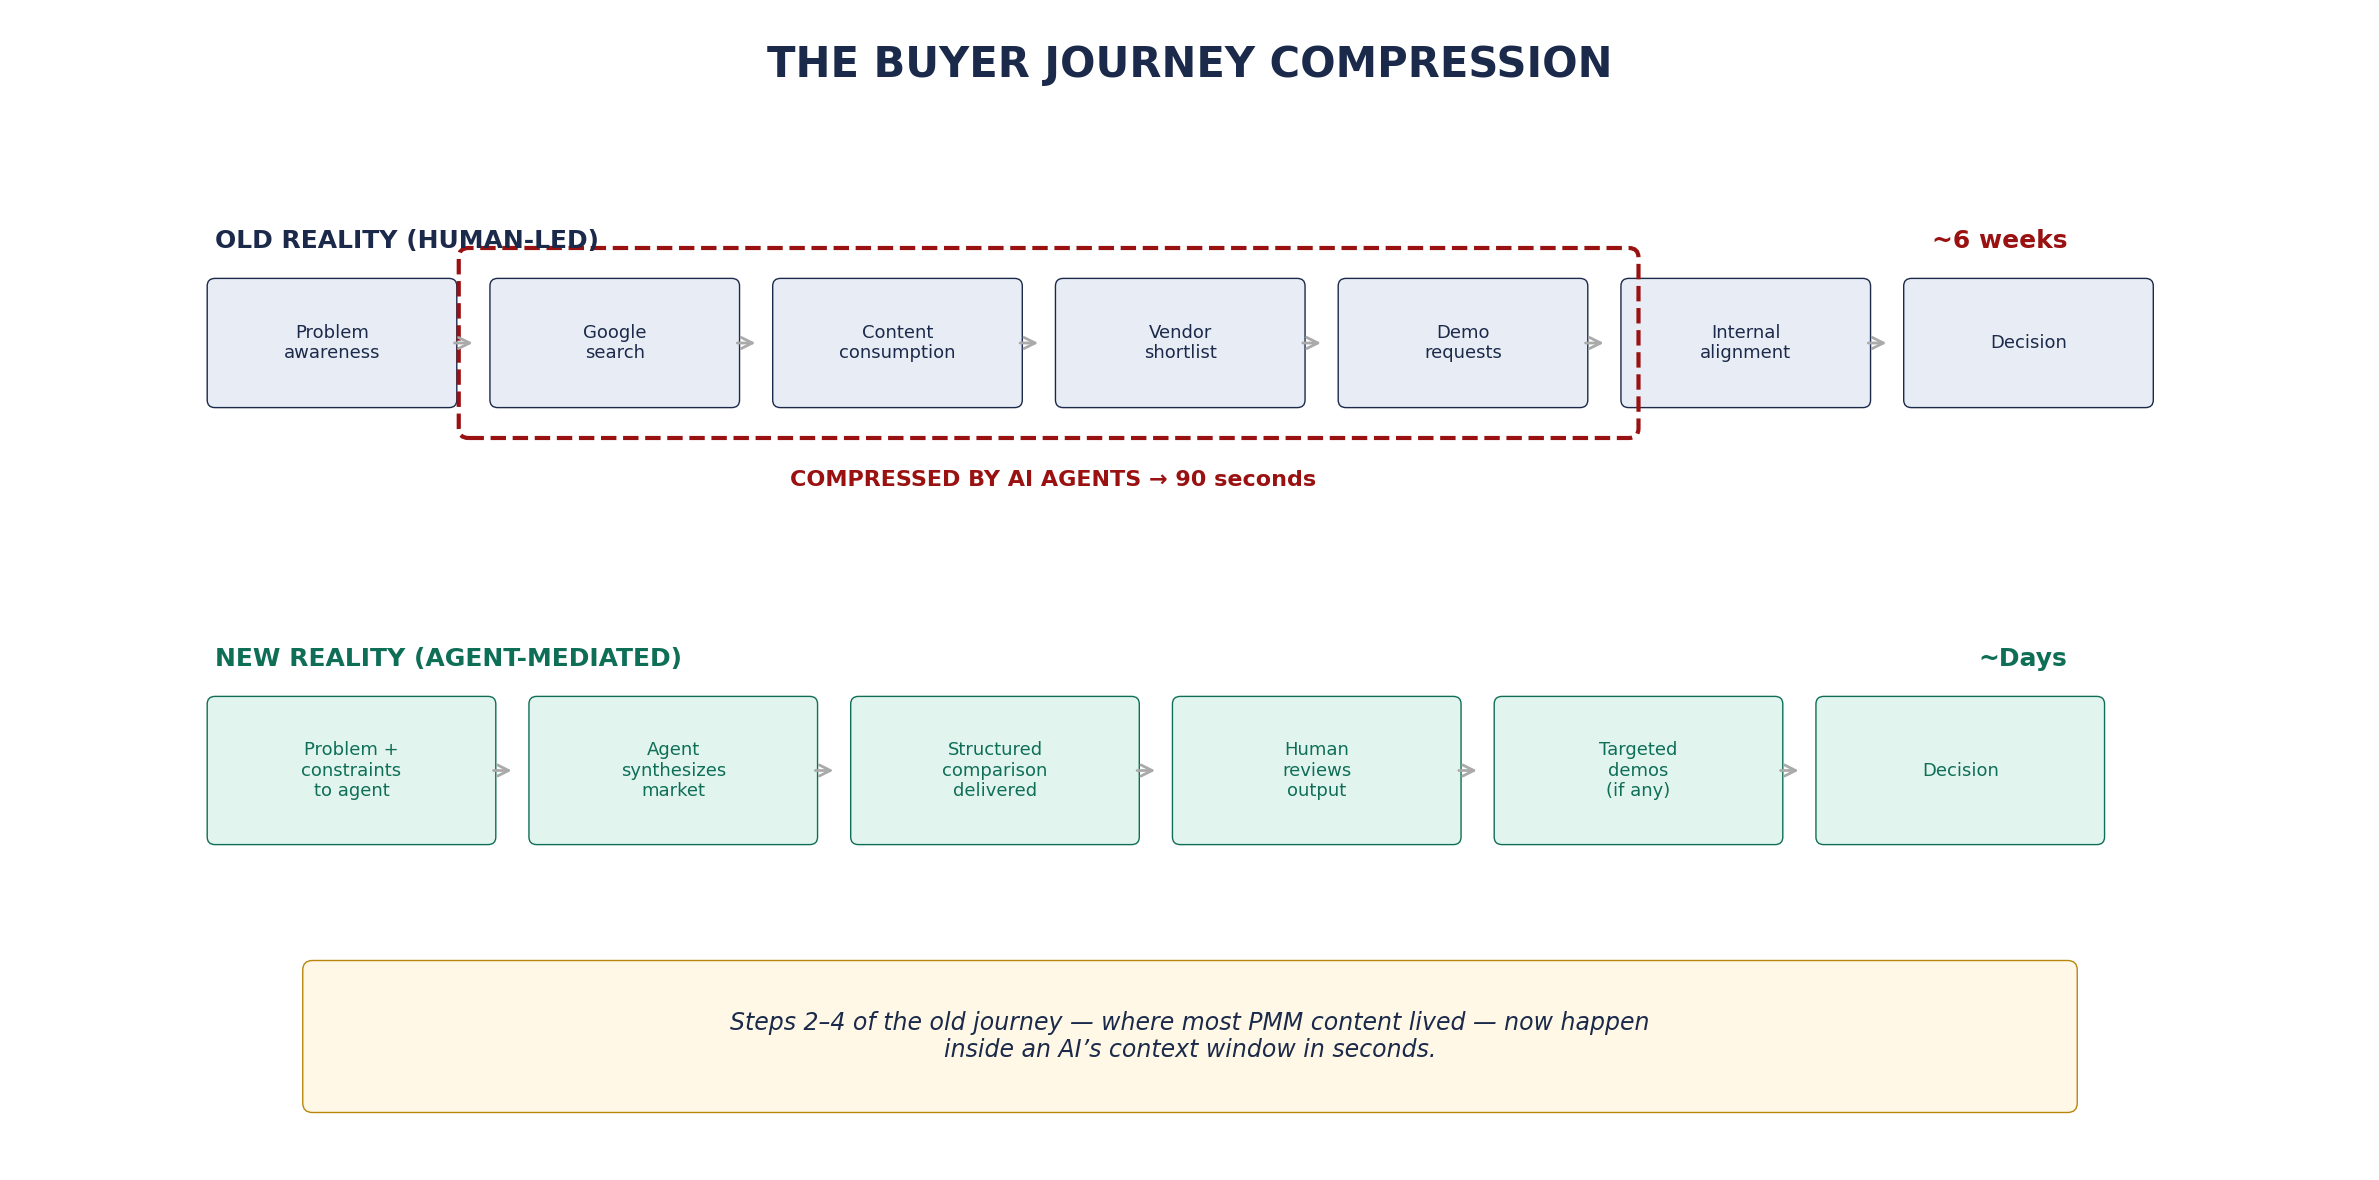 THE BUYER JOURNEY COMPRESSION
OLD REALITY (HUMAN-LED)
~6 weeks
Problem
awareness
Google
search
Content
consumption
Vendor
shortlist
Demo
requests
Internal
alignment
Decision
COMPRESSED BY AI AGENTS → 90 seconds
NEW REALITY (AGENT-MEDIATED)
~Days
Problem +
constraints
to agent
Agent
synthesizes
market
Structured
comparison
delivered
Human
reviews
output
Targeted
demos
(if any)
Decision
Steps 2–4 of the old journey — where most PMM content lived — now happen
inside an AI’s context window in seconds.